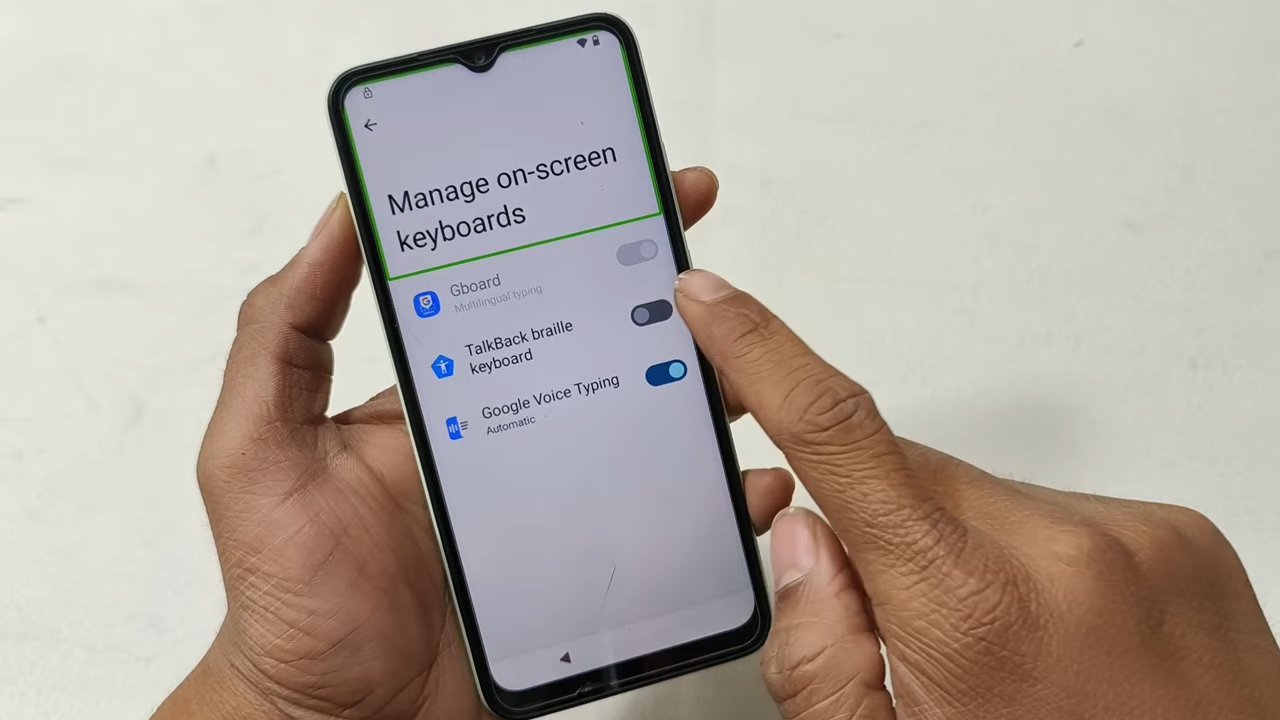 Manage on-screen
keyboards
Gboard
Multilingual typing
TalkBack braille
keyboard
Google Voice Typing
Automatic